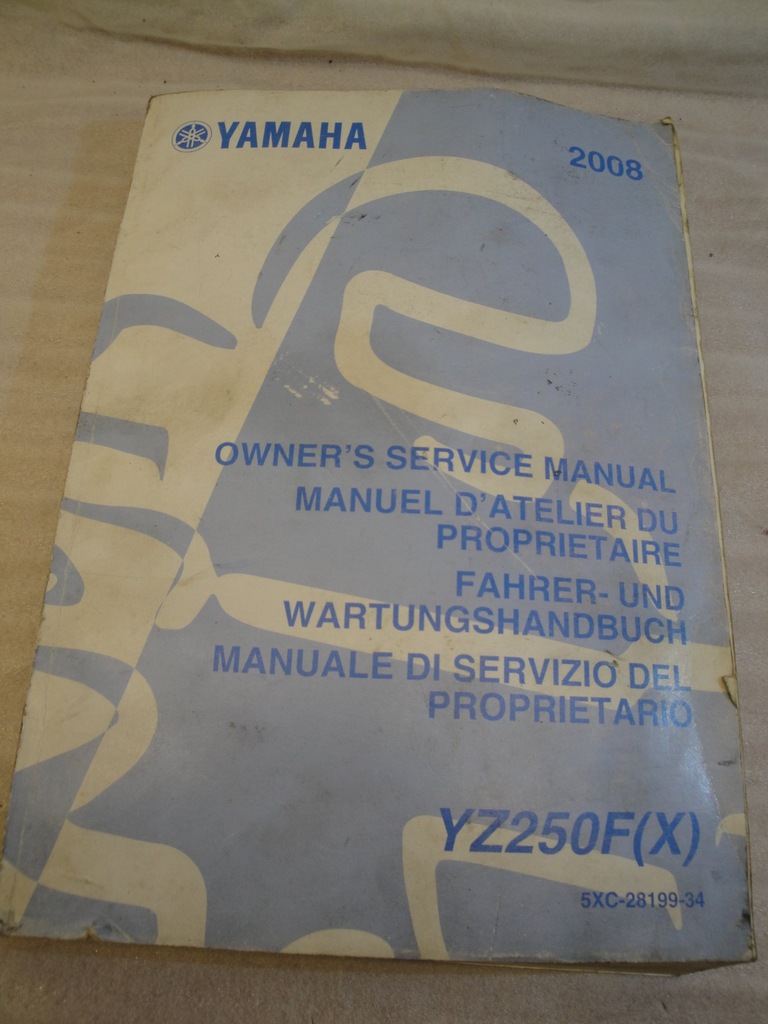 YAMAHA
2008
OWNER'S SERVICE MANUAL
MANUEL D'ATELIER DU
PROPRIETAIRE
FAHRER- UND
WARTUNGSHANDBUCH
MANUALE DI SERVIZIO DEL
PROPRIETARIO
YZ250F(X)
5XC-28199-34